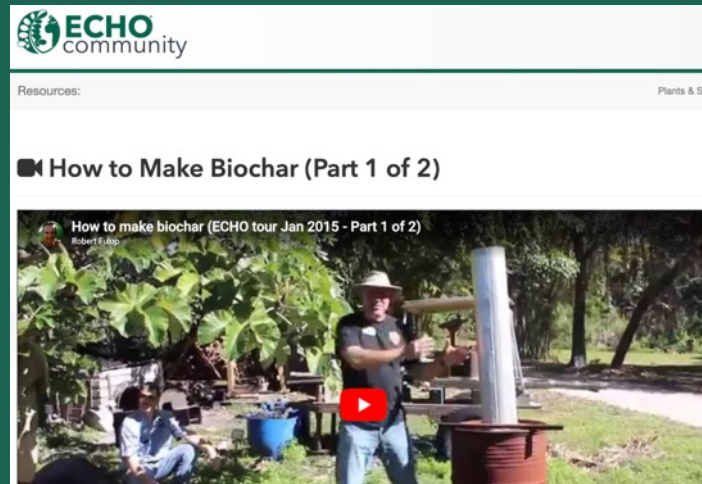 ECHO
community
Resources:
Plants & S
How to Make Biochar (Part 1 of 2)
How to make biochar (ECHO tour Jan 2015 - Part 1 of 2)
Robert Fulop